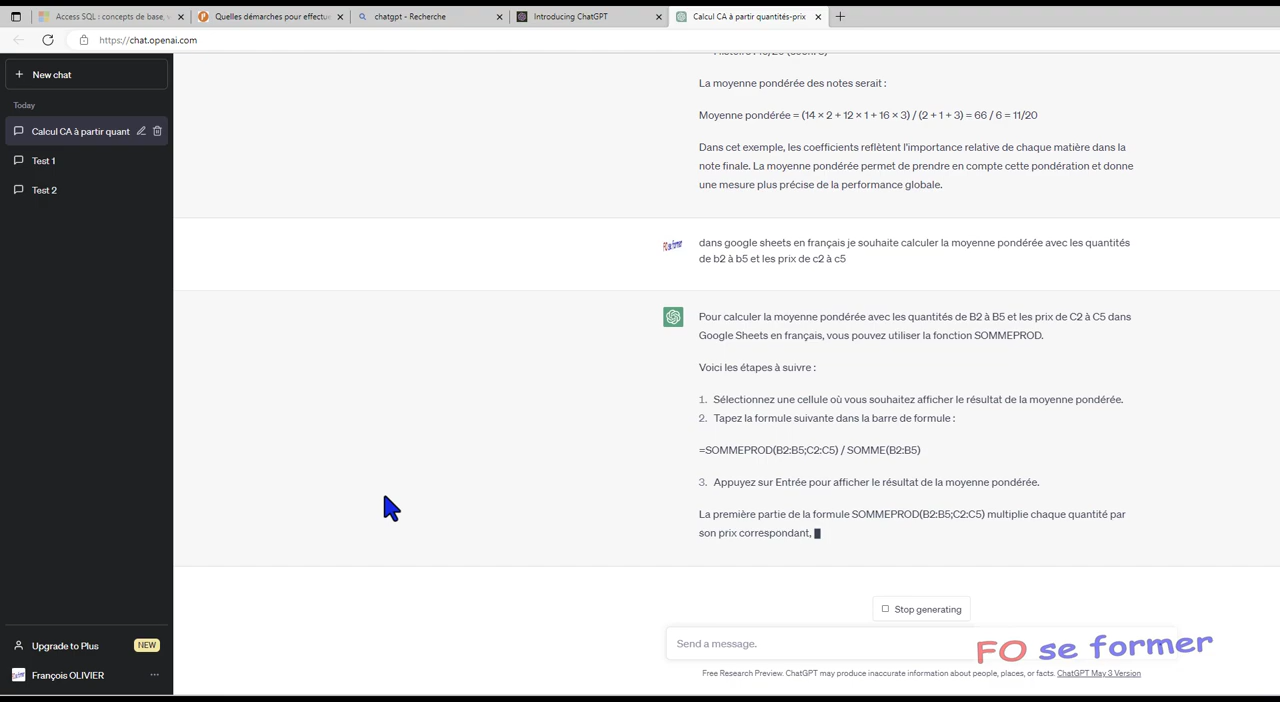 Access SQL : concepts de base, v
Quelles démarches pour effectue
chatgpt - Recherche
Introducing ChatGPT
Calcul CA à partir quantités-prix
https://chat.openai.com
New chat
Today
Calcul CA à partir quant
Test 1
Test 2
La moyenne pondérée des notes serait :
Moyenne pondérée = (14 × 2 + 12 × 1 + 16 × 3) / (2 + 1 + 3) = 66 / 6 = 11/20
Dans cet exemple, les coefficients reflètent l'importance relative de chaque matière dans la
note finale. La moyenne pondérée permet de prendre en compte cette pondération et donne
une mesure plus précise de la performance globale.
FO se former
dans google sheets en français je souhaite calculer la moyenne pondérée avec les quantités
de b2 à b5 et les prix de c2 à c5
Pour calculer la moyenne pondérée avec les quantités de B2 à B5 et les prix de C2 à C5 dans
Google Sheets en français, vous pouvez utiliser la fonction SOMMEPROD.
Voici les étapes à suivre :
1. Sélectionnez une cellule où vous souhaitez afficher le résultat de la moyenne pondérée.
2. Tapez la formule suivante dans la barre de formule :
=SOMMEPROD(B2:B5;C2:C5) / SOMME(B2:B5)
3. Appuyez sur Entrée pour afficher le résultat de la moyenne pondérée.
La première partie de la formule SOMMEPROD(B2:B5;C2:C5) multiplie chaque quantité par
son prix correspondant,
Stop generating
Send a message.
FO se former
Free Research Preview. ChatGPT may produce inaccurate information about people, places, or facts. ChatGPT May 3 Version
Upgrade to Plus NEW
François OLIVIER